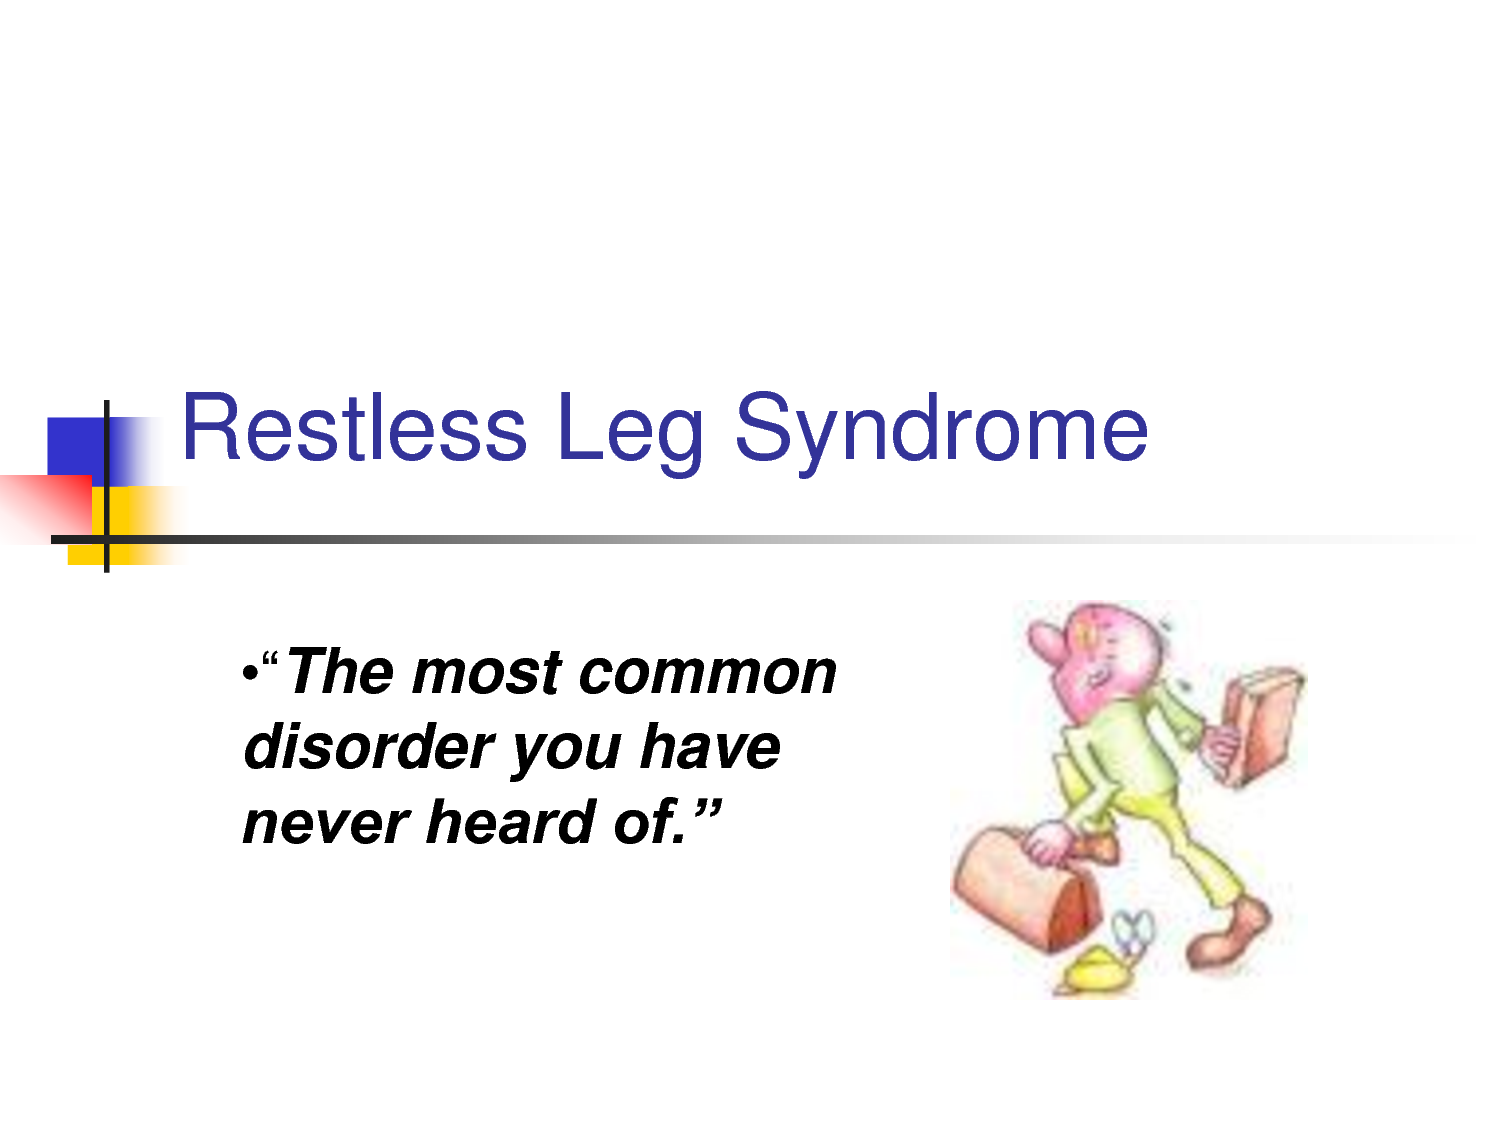 Restless Leg Syndrome
•“The most common
disorder you have
never heard of.”